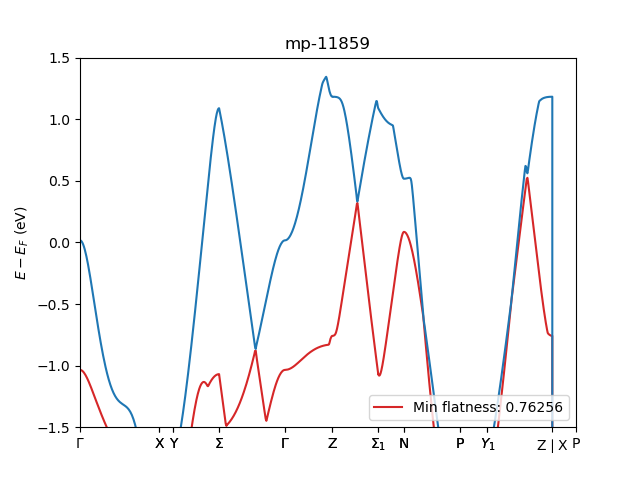 mp-11859
1.5
1.0
0.5
0.0
−0.5
−1.0
−1.5
E − E_F (eV)
Min flatness: 0.76256
Γ X Y Σ Γ Z Σ₁ N P Y₁ Z | X P